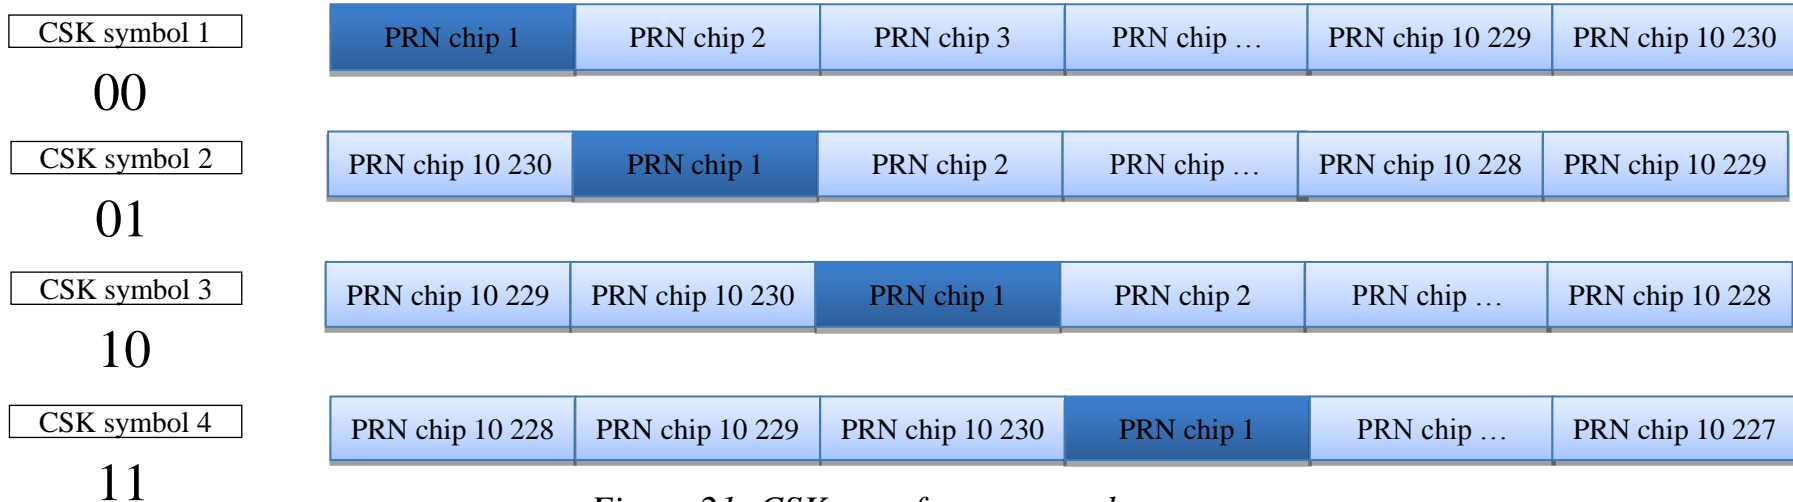 CSK symbol 1 PRN chip 1 PRN chip 2 PRN chip 3 PRN chip … PRN chip 10 229 PRN chip 10 230
00
CSK symbol 2 PRN chip 10 230 PRN chip 1 PRN chip 2 PRN chip … PRN chip 10 228 PRN chip 10 229
01
CSK symbol 3 PRN chip 10 229 PRN chip 10 230 PRN chip 1 PRN chip 2 PRN chip … PRN chip 10 228
10
CSK symbol 4 PRN chip 10 228 PRN chip 10 229 PRN chip 10 230 PRN chip 1 PRN chip … PRN chip 10 227
11